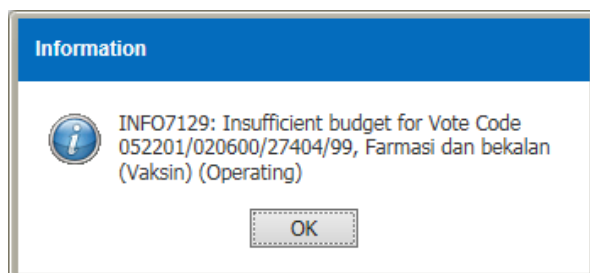 Information
INFO7129: Insufficient budget for Vote Code
052201/020600/27404/99, Farmasi dan bekalan
(Vaksin) (Operating)
OK